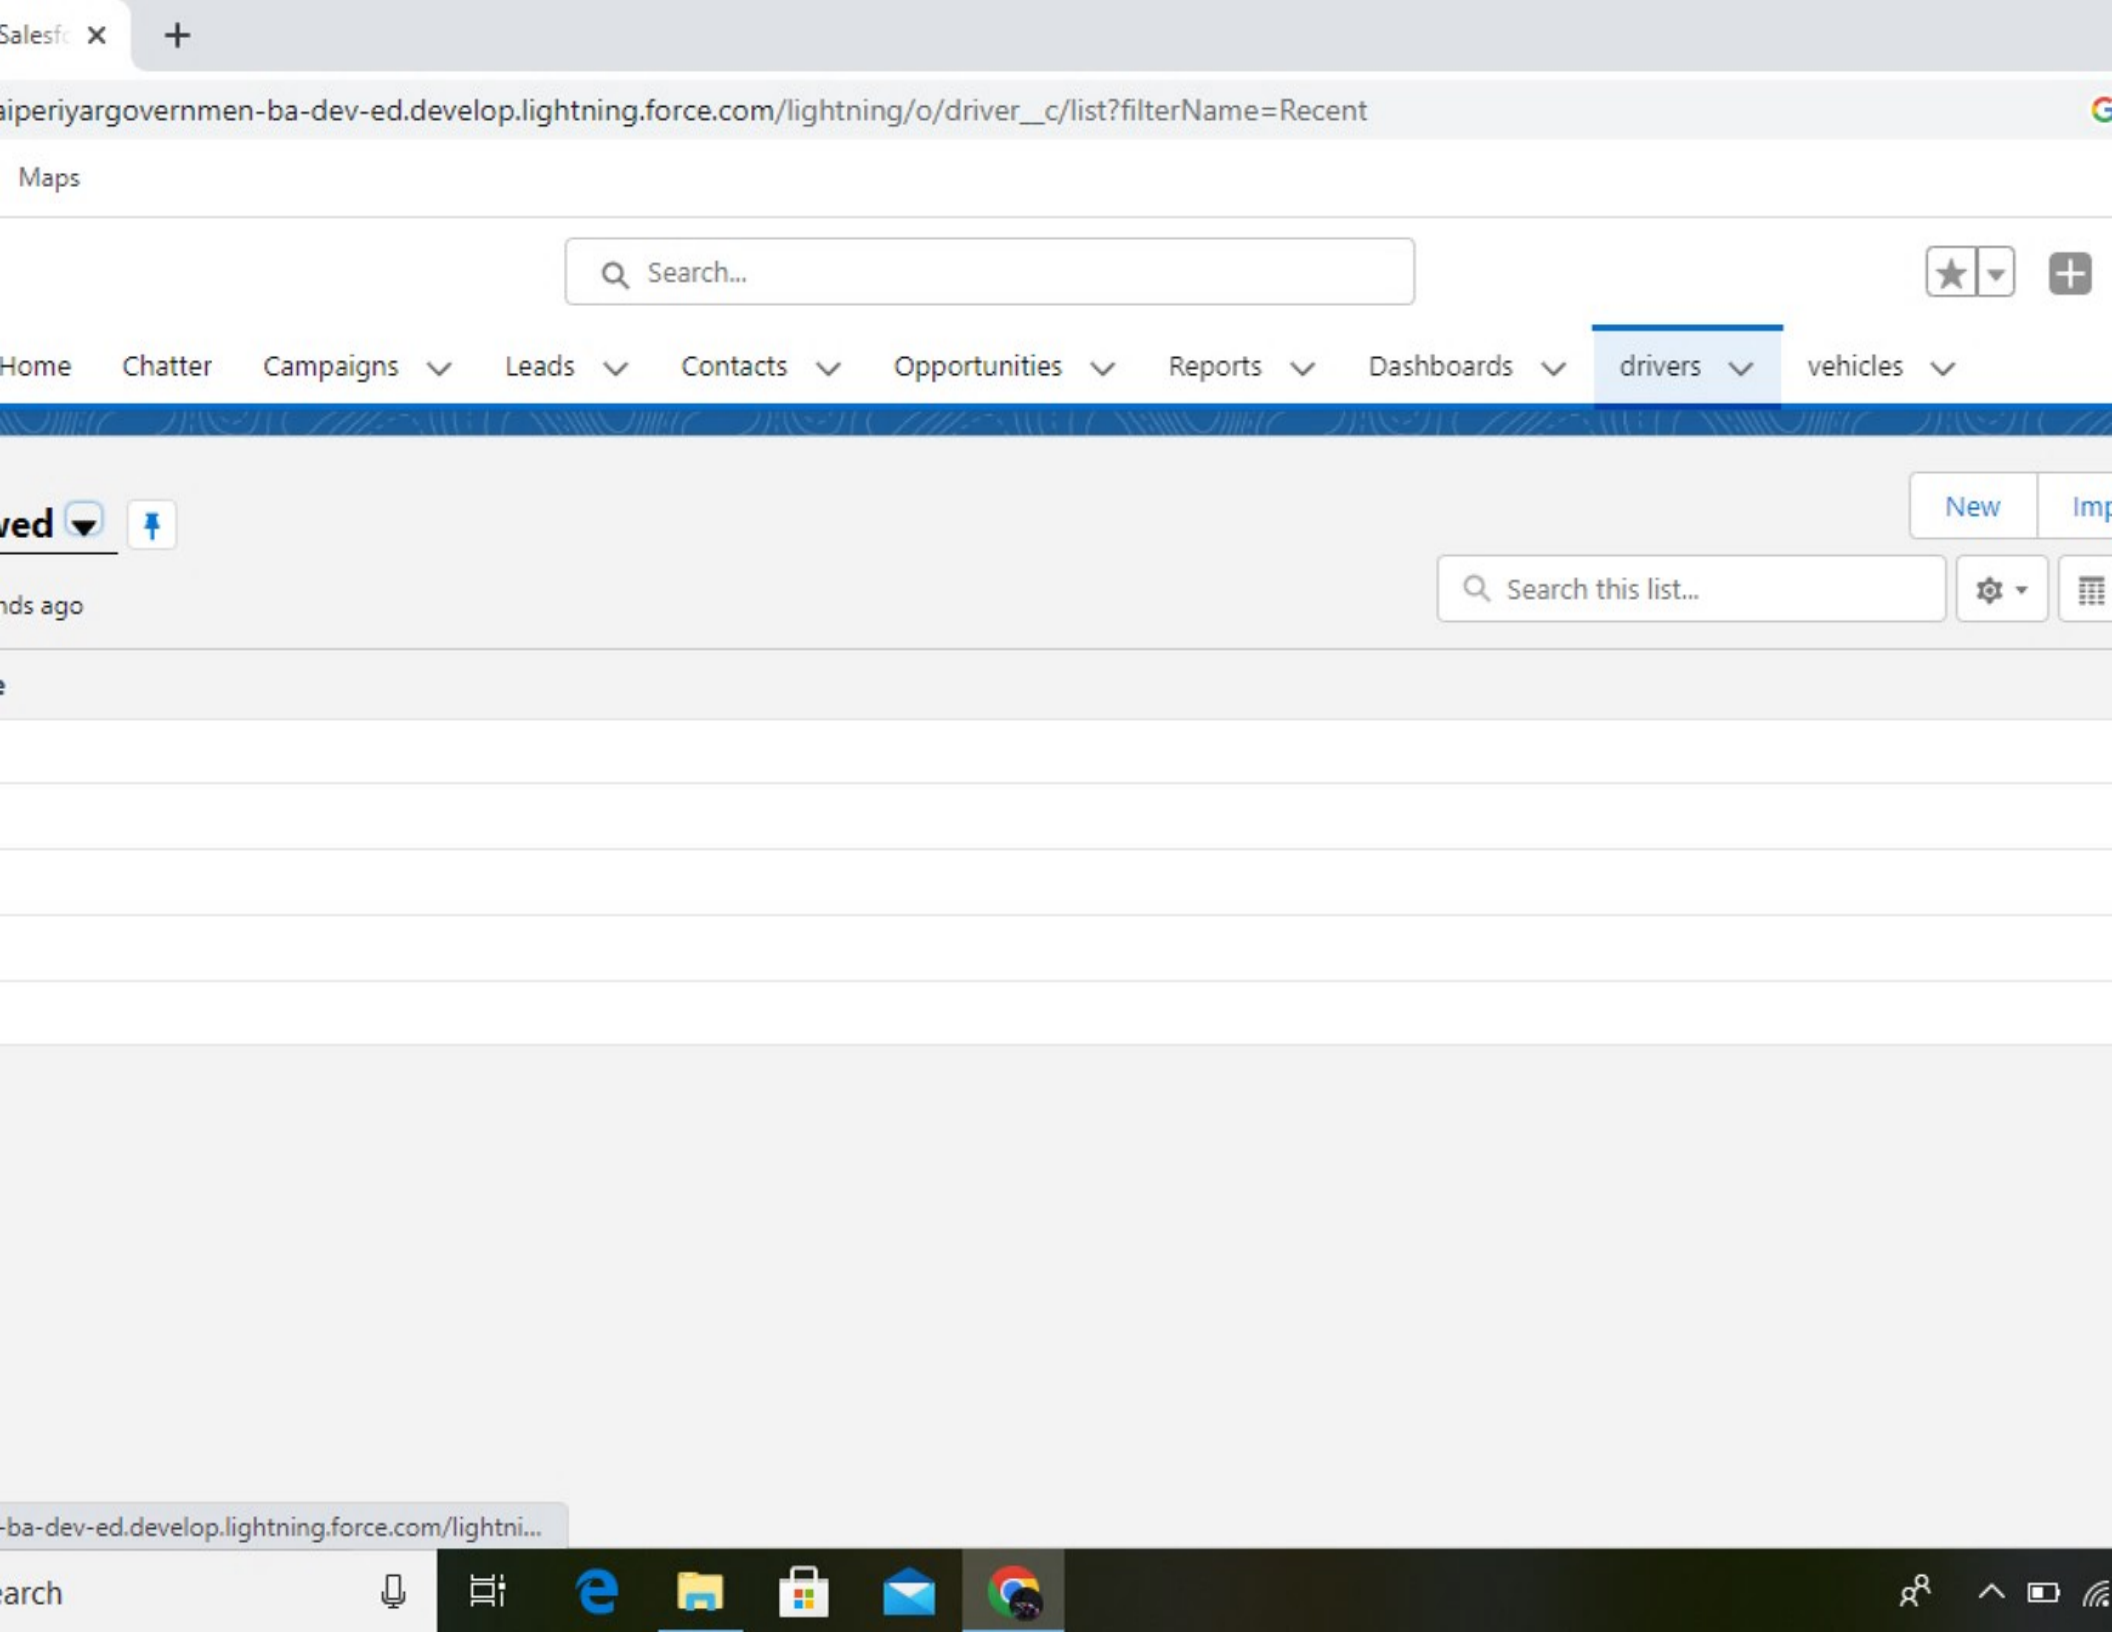 Salesfo
aiperiyargovernmen-ba-dev-ed.develop.lightning.force.com/lightning/o/driver__c/list?filterName=Recent
Maps
Search...
Home Chatter Campaigns Leads Contacts Opportunities Reports Dashboards drivers vehicles
wed
New Imp
nds ago
Search this list...
e
-ba-dev-ed.develop.lightning.force.com/lightni...
earch